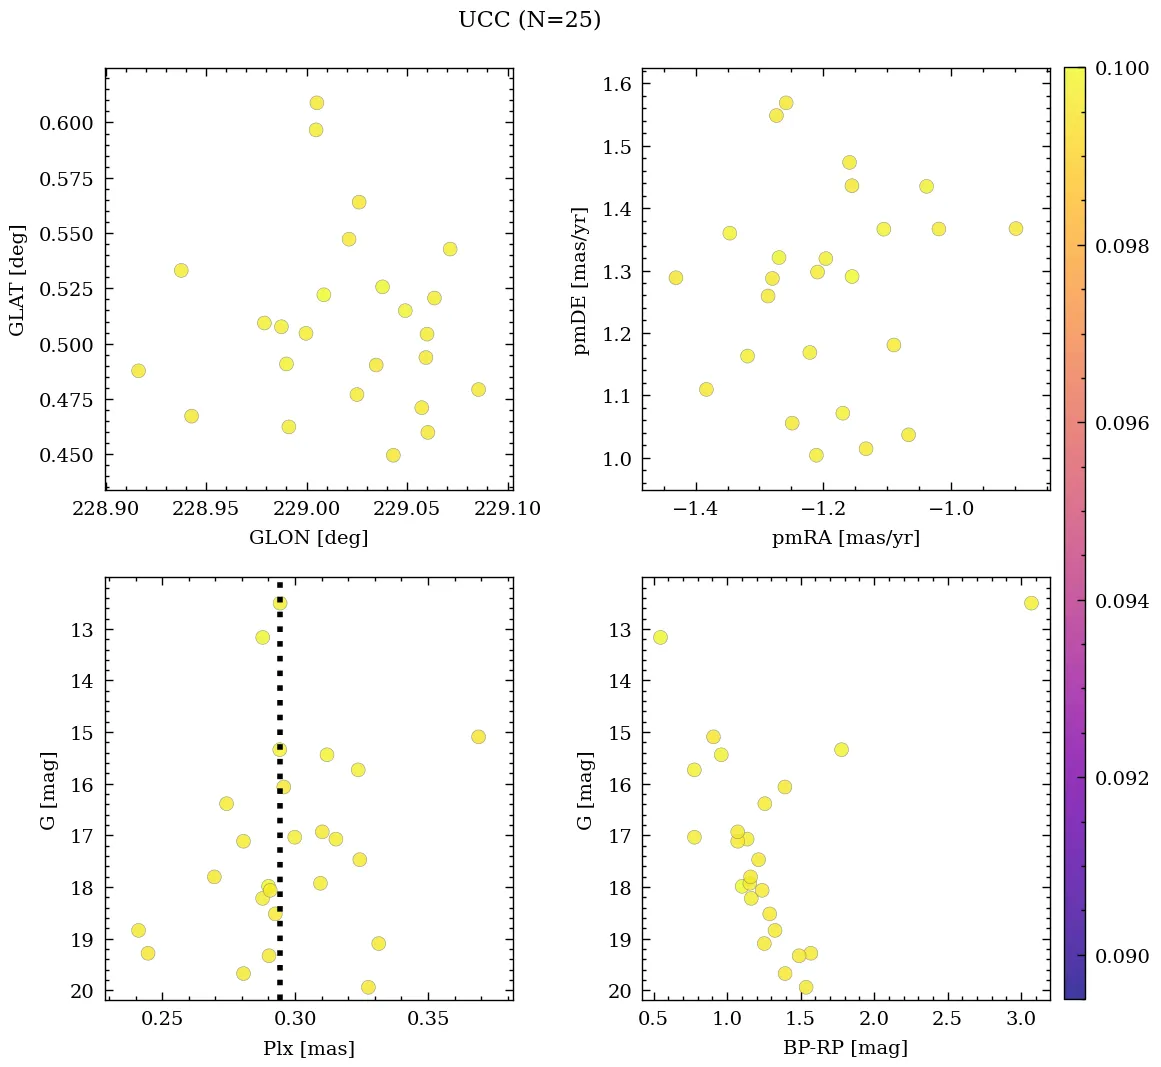 UCC (N=25)
0.600
0.575
0.550
0.525
0.500
0.475
0.450
GLAT [deg]
228.90 228.95 229.00 229.05 229.10
GLON [deg]
1.6
1.5
1.4
1.3
1.2
1.1
1.0
pmDE [mas/yr]
−1.4 −1.2 −1.0
pmRA [mas/yr]
13
14
15
16
17
18
19
20
G [mag]
0.25 0.30 0.35
Plx [mas]
13
14
15
16
17
18
19
20
G [mag]
0.5 1.0 1.5 2.0 2.5 3.0
BP-RP [mag]
0.100
0.098
0.096
0.094
0.092
0.090